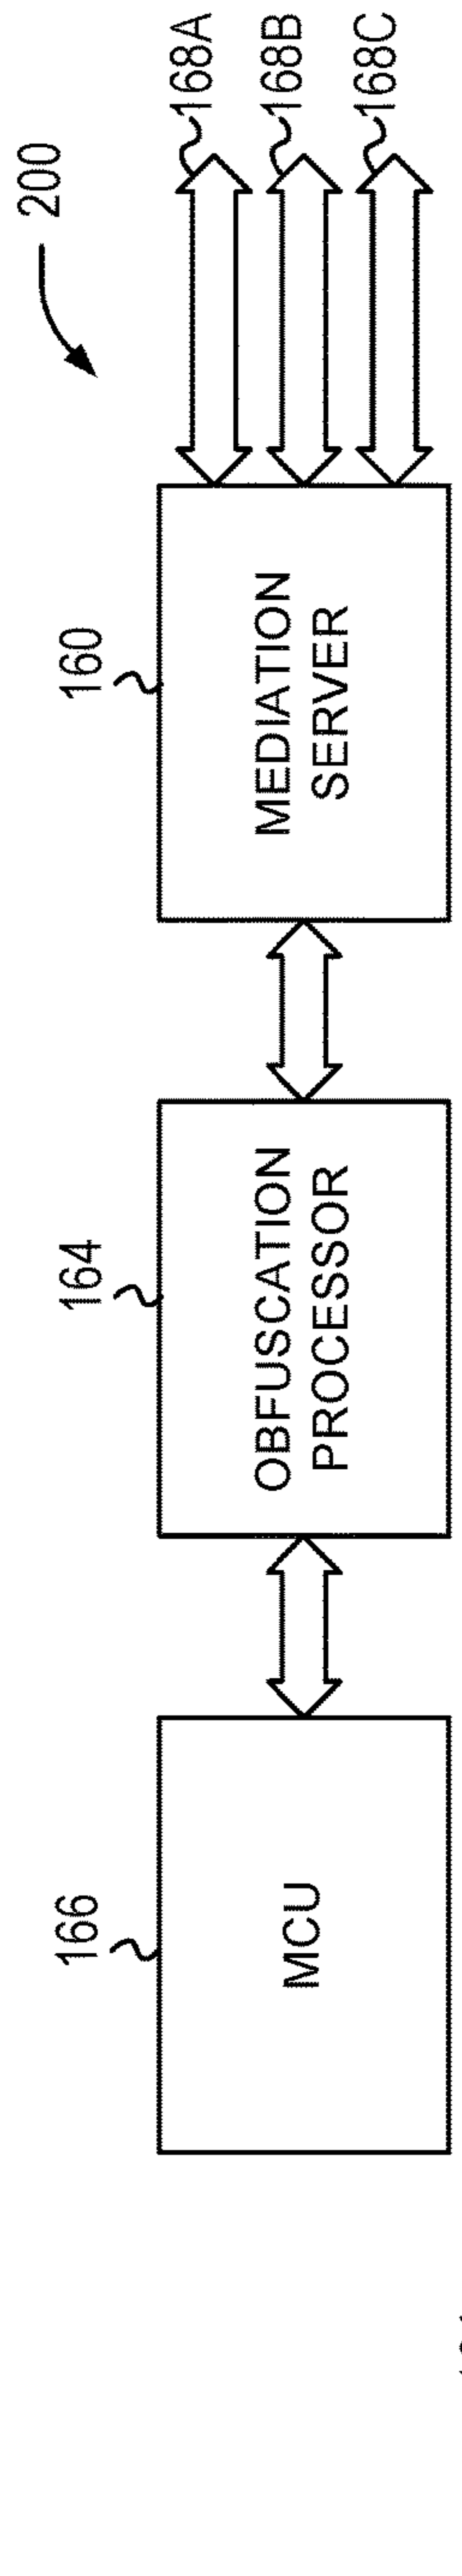 200
166
164
160
168A
168B
168C
MCU
OBFUSCATION
PROCESSOR
MEDIATION
SERVER